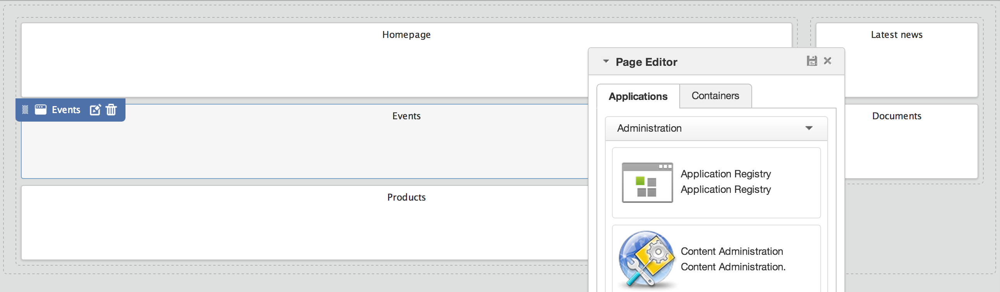 Homepage
Latest news
Page Editor
Applications
Containers
Events
Events
Documents
Administration
Application Registry
Application Registry
Products
Content Administration
Content Administration.